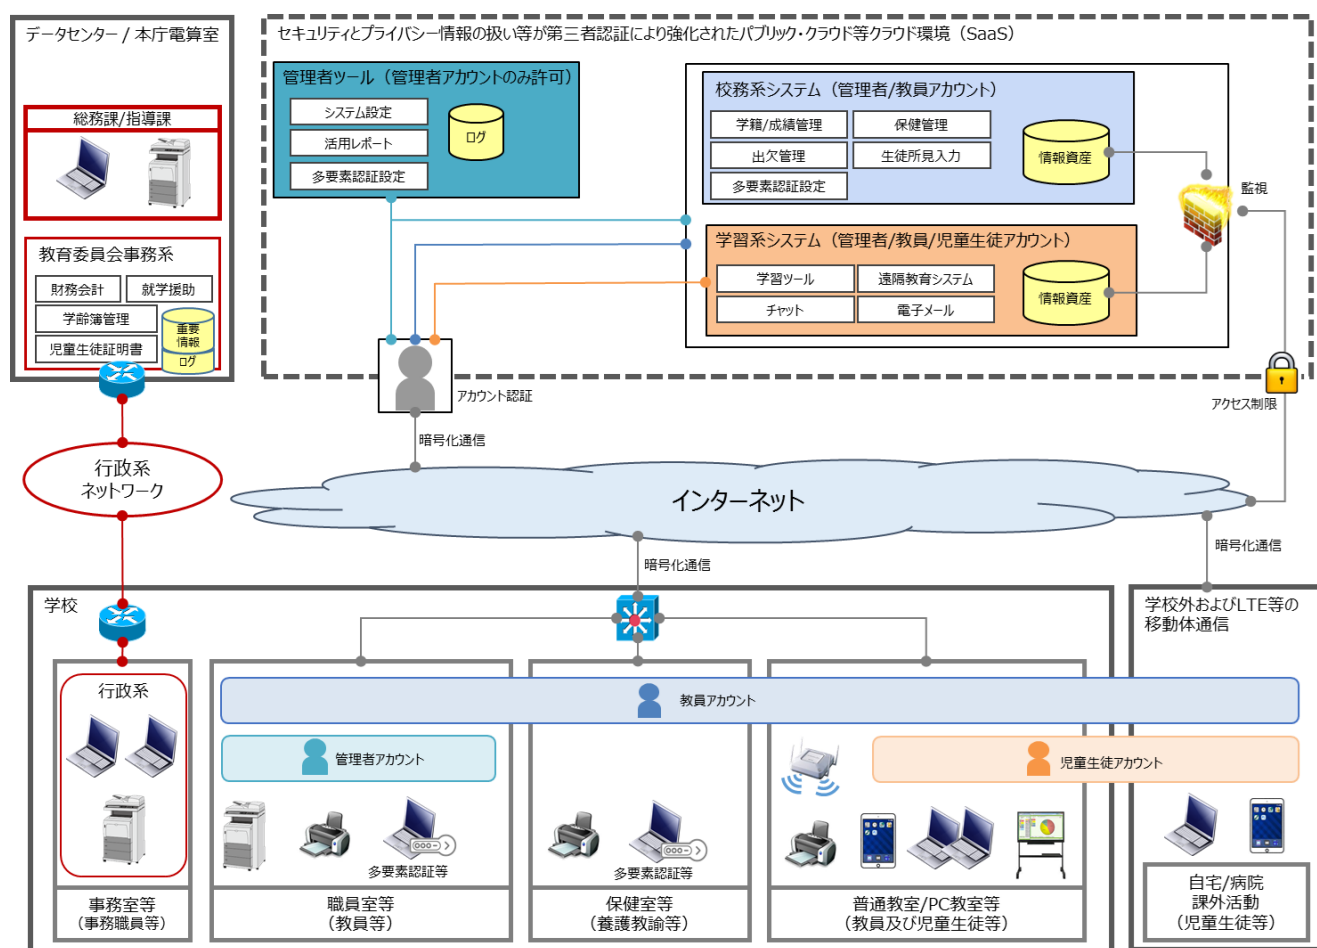 データセンター / 本庁電算室
総務課/指導課
教育委員会事務系
財務会計
就学援助
学齢簿管理
児童生徒証明書
重要
情報
ログ
セキュリティとプライバシー情報の扱い等が第三者認証により強化されたパブリック・クラウド等クラウド環境（SaaS）
管理者ツール（管理者アカウントのみ許可）
システム設定
活用レポート
多要素認証設定
ログ
校務系システム（管理者/教員アカウント）
学籍/成績管理
保健管理
出欠管理
生徒所見入力
多要素認証設定
情報資産
学習系システム（管理者/教員/児童生徒アカウント）
学習ツール
遠隔教育システム
チャット
電子メール
情報資産
監視
アカウント認証
アクセス制限
暗号化通信
行政系
ネットワーク
インターネット
暗号化通信
暗号化通信
学校
学校外およびLTE等の
移動体通信
行政系
教員アカウント
管理者アカウント
児童生徒アカウント
多要素認証等
多要素認証等
事務室等
（事務職員等）
職員室等
（教員等）
保健室等
（養護教諭等）
普通教室/PC教室等
（教員及び児童生徒等）
自宅/病院
課外活動
（児童生徒等）